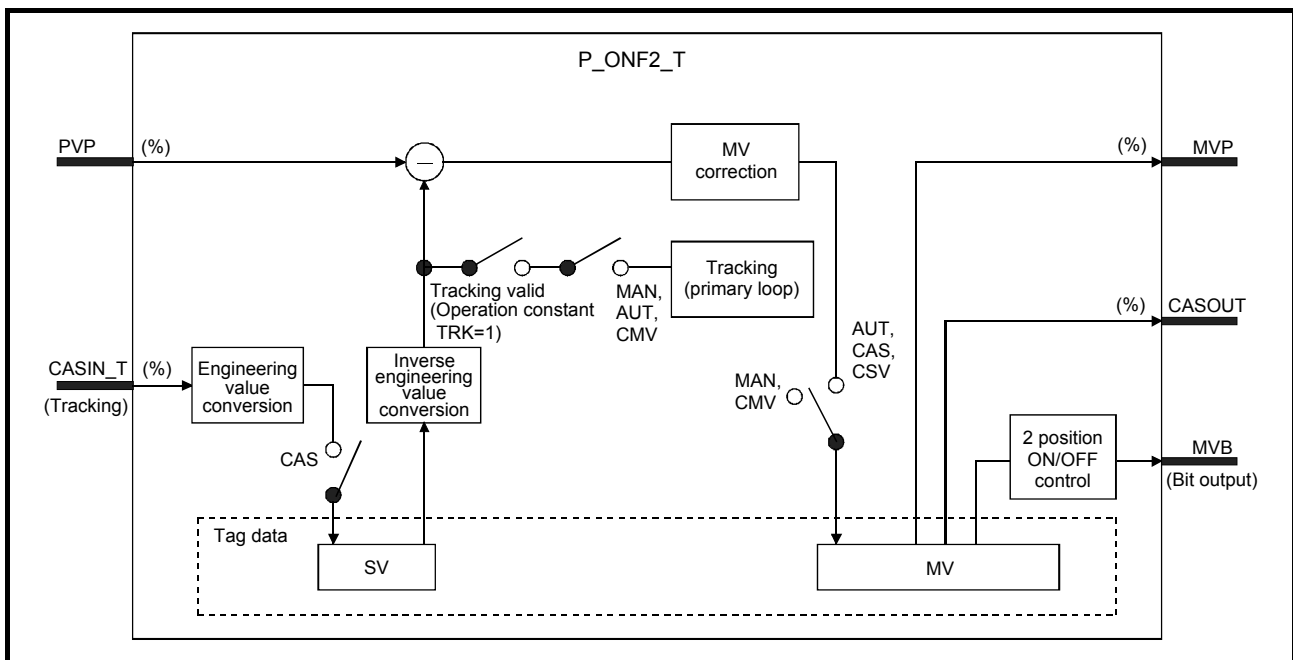 P_ONF2_T
PVP
(%)
—
MV
correction
(%)
MVP
Tracking valid
(Operation constant
TRK=1)
MAN,
AUT,
CMV
Tracking
(primary loop)
(%)
CASOUT
CASIN_T
(%)
(Tracking)
Engineering
value
conversion
Inverse
engineering
value
conversion
AUT,
CAS,
CSV
MAN,
CMV
CAS
2 position
ON/OFF
control
MVB
(Bit output)
Tag data
SV
MV